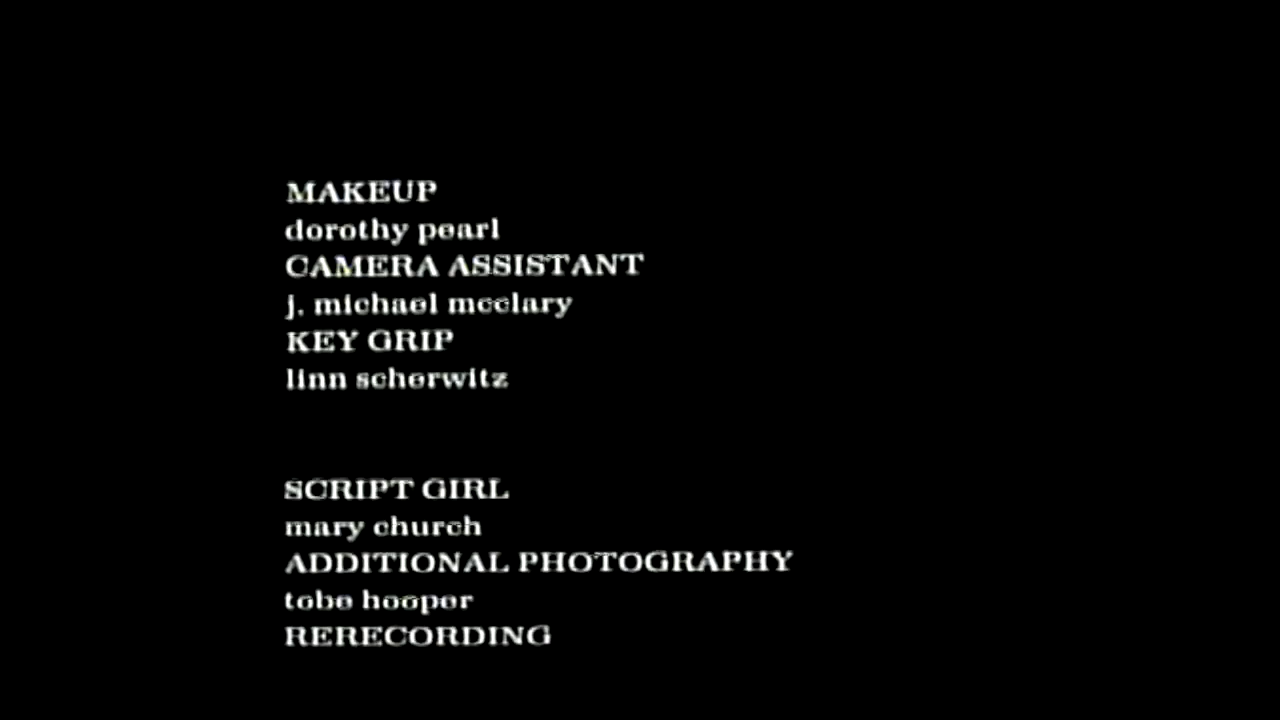 MAKEUP
dorothy pearl
CAMERA ASSISTANT
j. michael mcclary
KEY GRIP
linn scherwitz
SCRIPT GIRL
mary church
ADDITIONAL PHOTOGRAPHY
tobe hooper
RERECORDING